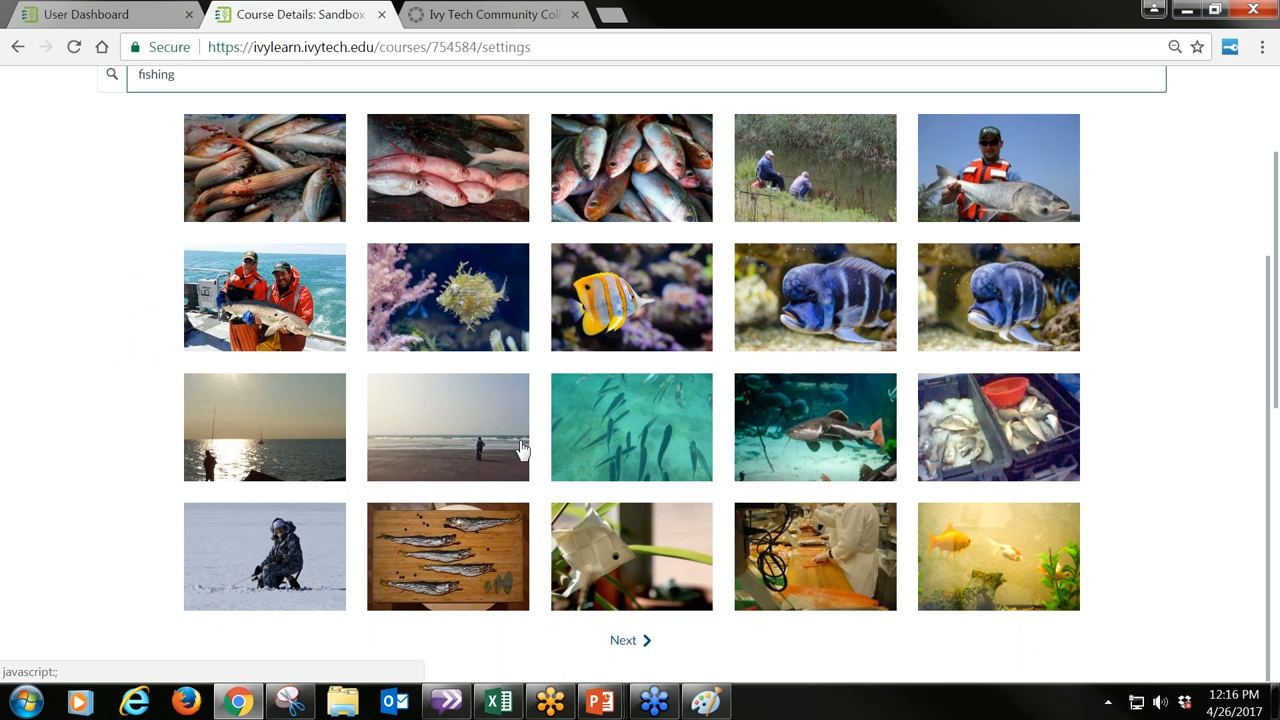 User Dashboard
Course Details: Sandbox
Ivy Tech Community Coll
Secure
https://ivylearn.ivytech.edu/courses/754584/settings
fishing
Next
javascript:;
12:16 PM
4/26/2017